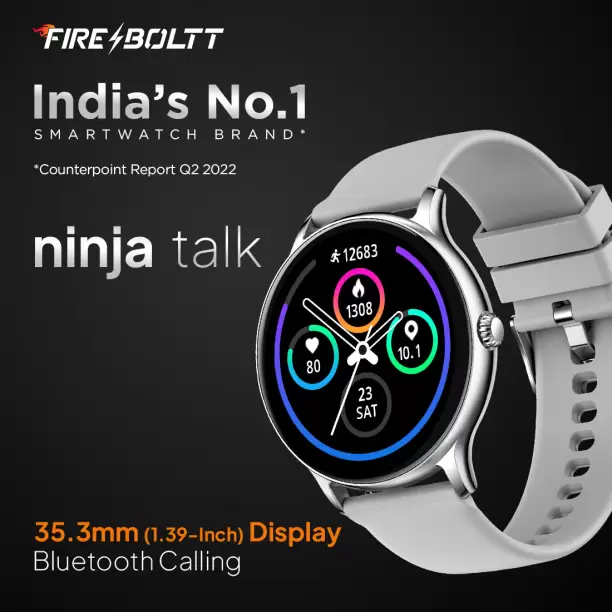 FIRE BOLTT
India's No.1
SMARTWATCH BRAND*
*Counterpoint Report Q2 2022
ninja talk
12683
1308
80
10.1
23
SAT
35.3mm (1.39-Inch) Display
Bluetooth Calling